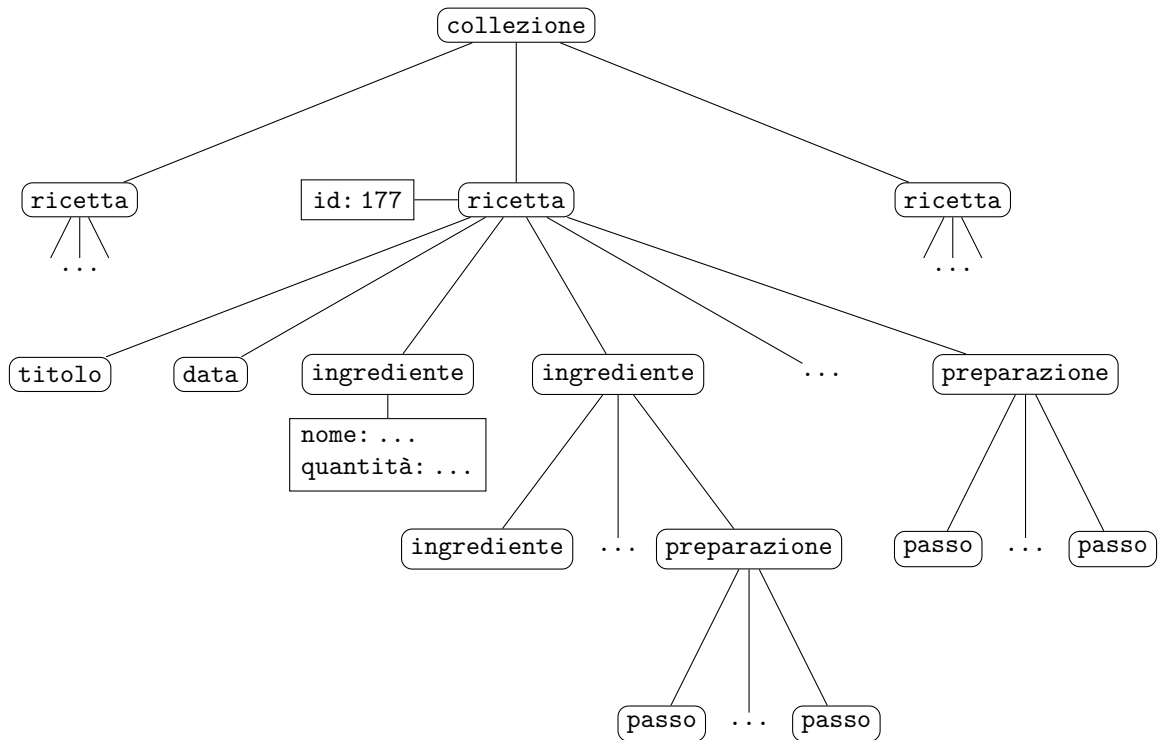 collezione
ricetta
id: 177
ricetta
ricetta
...
...
titolo
data
ingrediente
ingrediente
...
preparazione
nome: ...
quantità: ...
ingrediente
...
preparazione
passo
...
passo
passo
...
passo